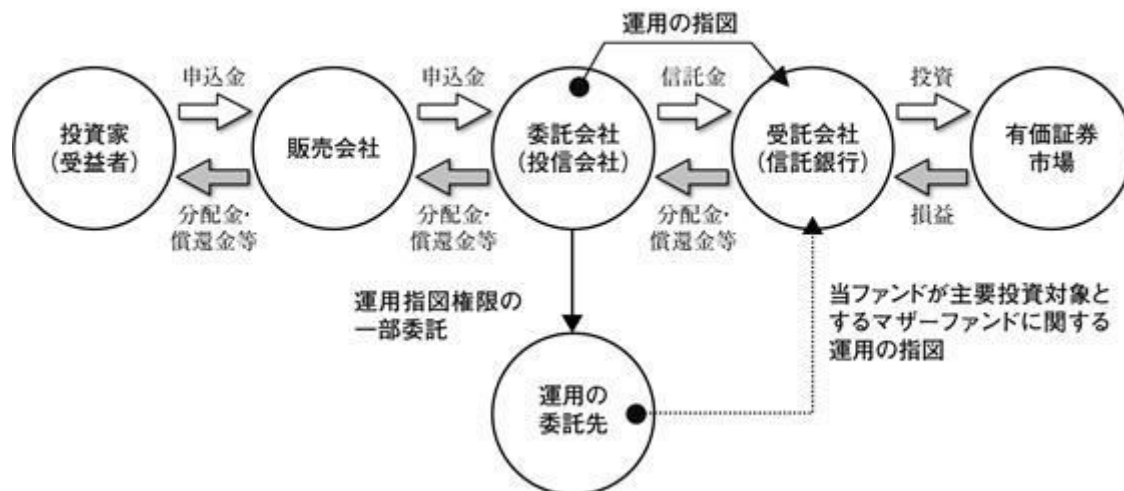 運用の指図
申込金
申込金
信託金
投資
投資家
(受益者)
販売会社
委託会社
(投信会社)
受託会社
(信託銀行)
有価証券
市場
分配金・
償還金等
分配金・
償還金等
分配金・
償還金等
損益
運用指図権限の
一部委託
当ファンドが主要投資対象と
するマザーファンドに関する
運用の指図
運用の
委託先